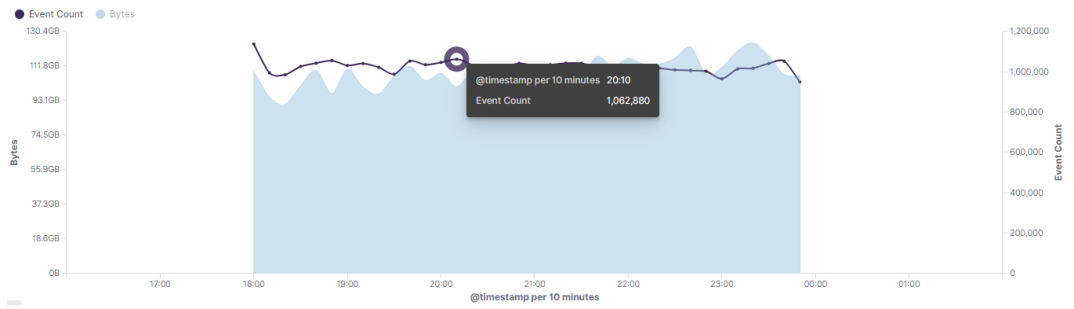 Event Count Bytes
130.4GB
111.8GB
93.1GB
74.5GB
55.9GB
37.3GB
18.6GB
0B
Bytes
@timestamp per 10 minutes 20:10
Event Count 1,062,880
1,200,000
1,000,000
800,000
600,000
400,000
200,000
0
Event Count
17:00 18:00 19:00 20:00 21:00 22:00 23:00 00:00 01:00
@timestamp per 10 minutes